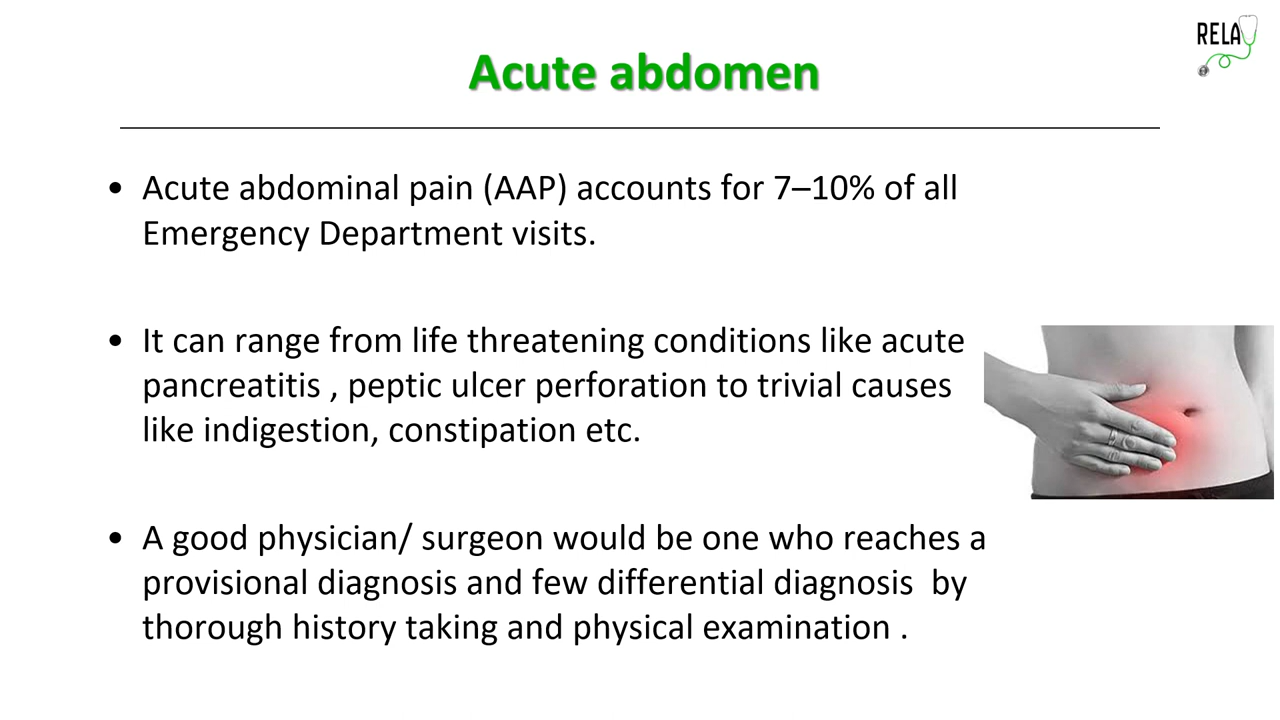 RELAY
Acute abdomen
• Acute abdominal pain (AAP) accounts for 7–10% of all
Emergency Department visits.
• It can range from life threatening conditions like acute
pancreatitis , peptic ulcer perforation to trivial causes
like indigestion, constipation etc.
• A good physician/ surgeon would be one who reaches a
provisional diagnosis and few differential diagnosis  by
thorough history taking and physical examination .